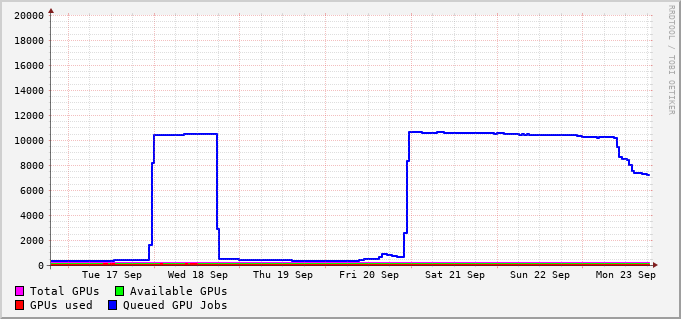 20000
18000
16000
14000
12000
10000
8000
6000
4000
2000
0
Tue 17 Sep Wed 18 Sep Thu 19 Sep Fri 20 Sep Sat 21 Sep Sun 22 Sep Mon 23 Sep
Total GPUs Available GPUs
GPUs used Queued GPU Jobs
RRDTOOL / TOBI OETIKER